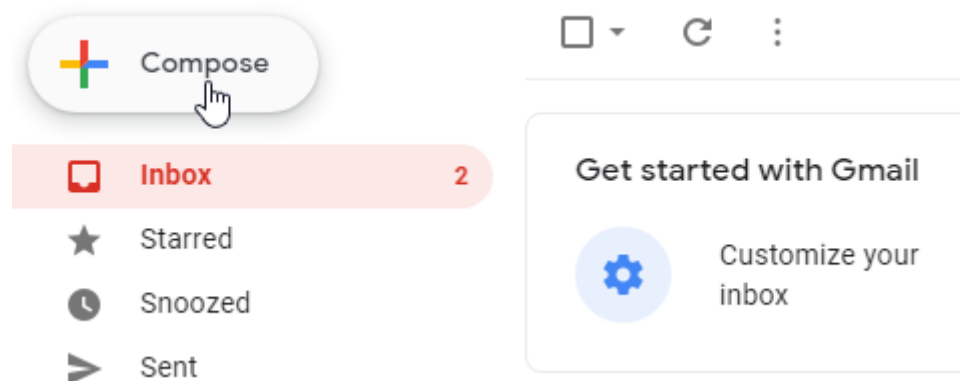 Compose
Inbox 2
Starred
Snoozed
Sent
Get started with Gmail
Customize your
inbox